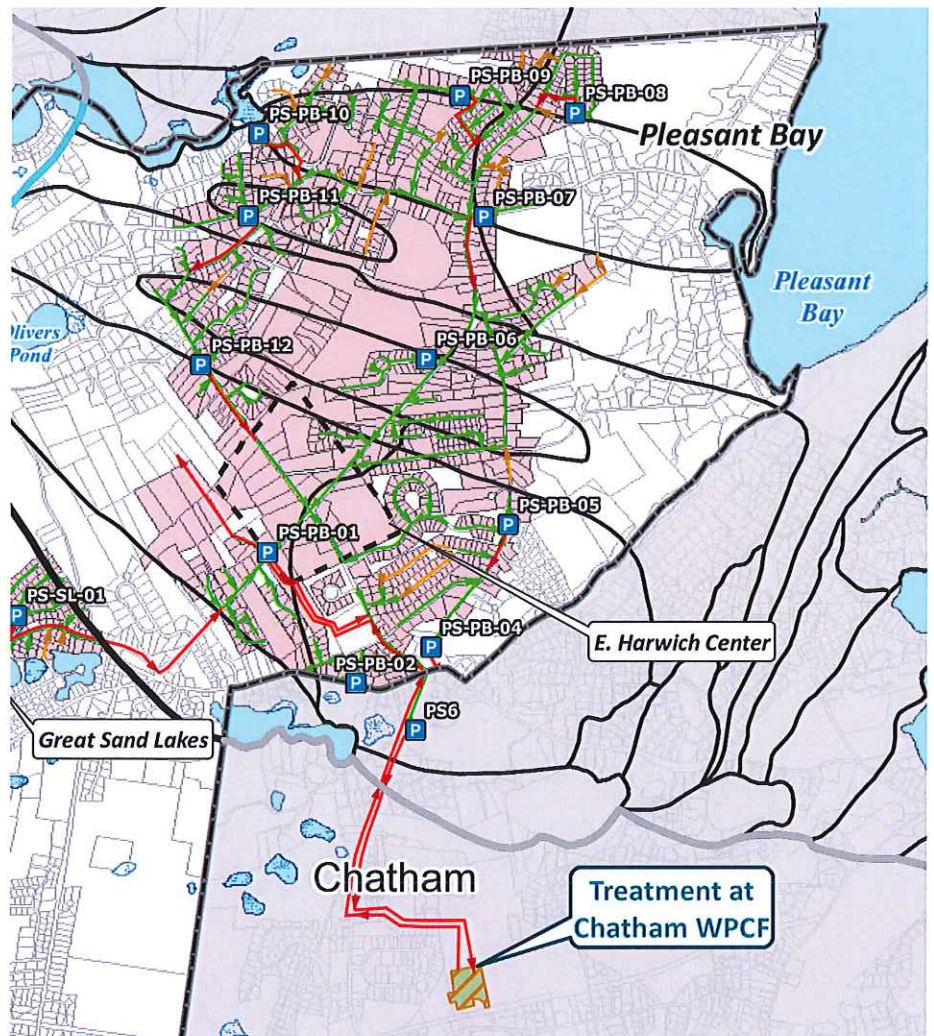 PS-PB-09
PS-PB-08
PS-PB-10
Pleasant Bay
PS-PB-11
PS-PB-07
Pleasant
Bay
Olivers
Pond
PS-PB-06
PS-PB-12
PS-PB-05
PS-PB-01
PS-SL-01
PS-PB-04
E. Harwich Center
PS-PB-02
PS6
Great Sand Lakes
Chatham
Treatment at
Chatham WPCF
P
P
P
P
P
P
P
P
P
P
P
P
P